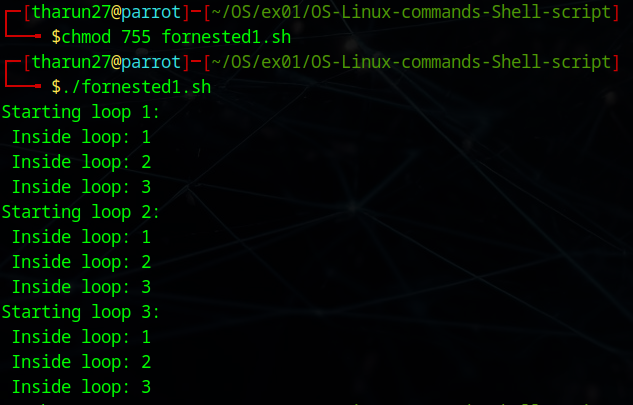 ┌─[tharun27@parrot]─[~/OS/ex01/OS-Linux-commands-Shell-script]
└──╼ $chmod 755 fornested1.sh
┌─[tharun27@parrot]─[~/OS/ex01/OS-Linux-commands-Shell-script]
└──╼ $./fornested1.sh
Starting loop 1:
 Inside loop: 1
 Inside loop: 2
 Inside loop: 3
Starting loop 2:
 Inside loop: 1
 Inside loop: 2
 Inside loop: 3
Starting loop 3:
 Inside loop: 1
 Inside loop: 2
 Inside loop: 3